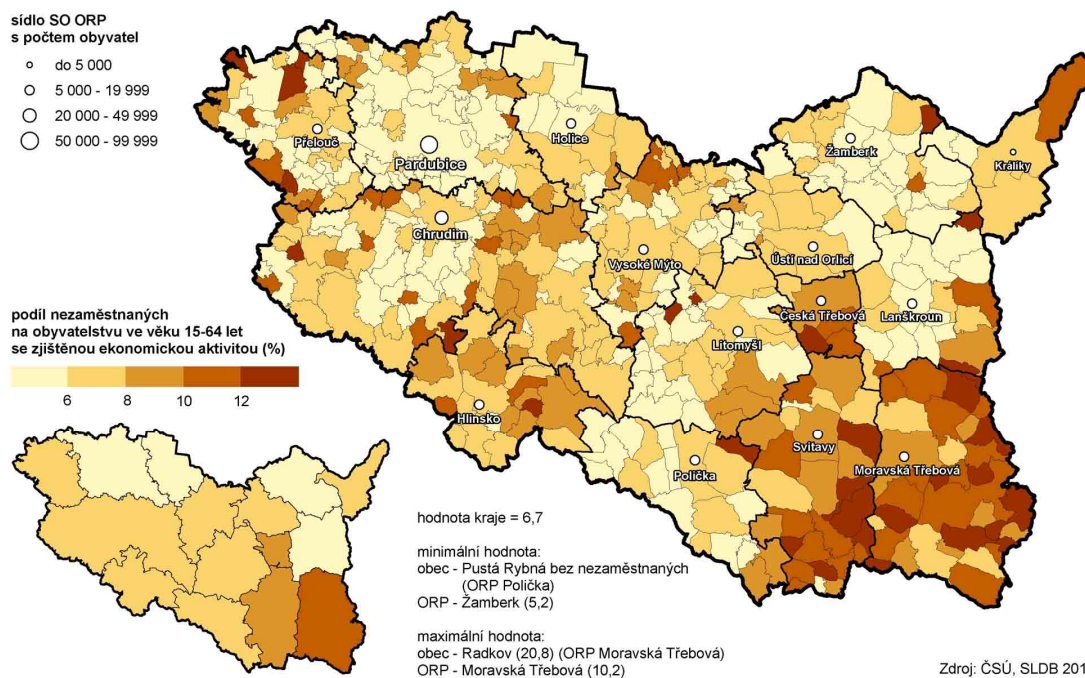 sídlo SO ORP
s počtem obyvatel
do 5 000
5 000 - 19 999
20 000 - 49 999
50 000 - 99 999
Přelouč
Pardubice
Holice
Žamberk
Králíky
Chrudim
Vysoké Mýto
Ústí nad Orlicí
Česká Třebová
Lanškroun
Litomyšl
Hlinsko
Svitavy
Polička
Moravská Třebová
podíl nezaměstnaných
na obyvatelstvu ve věku 15-64 let
se zjištěnou ekonomickou aktivitou (%)
6 8 10 12
hodnota kraje = 6,7
minimální hodnota:
obec - Pustá Rybná bez nezaměstnaných
(ORP Polička)
ORP - Žamberk (5,2)
maximální hodnota:
obec - Radkov (20,8) (ORP Moravská Třebová)
ORP - Moravská Třebová (10,2)
Zdroj: ČSÚ, SLDB 201